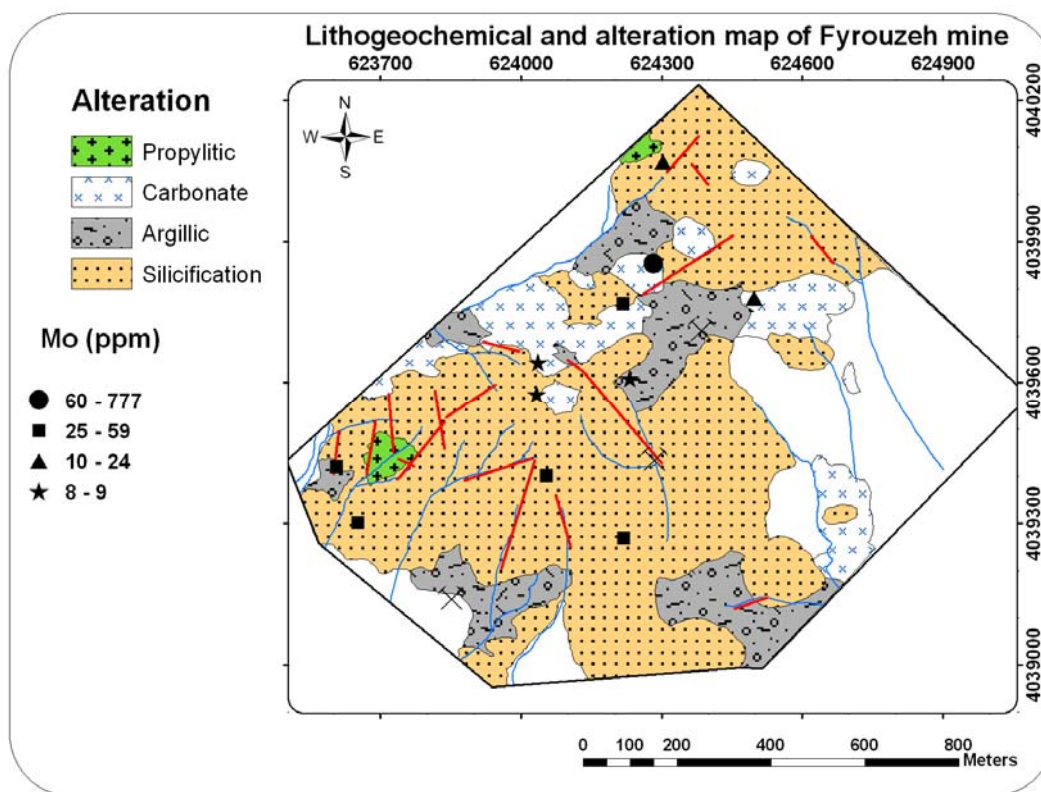 Lithogeochemical and alteration map of Fyrouzeh mine
623700 624000 624300 624600 624900
4040200
4039900
4039600
4039300
4039000
N
W E
S
Alteration
Propylitic
Carbonate
Argillic
Silicification
Mo (ppm)
60 - 777
25 - 59
10 - 24
8 - 9
0 100 200 400 600 800
Meters